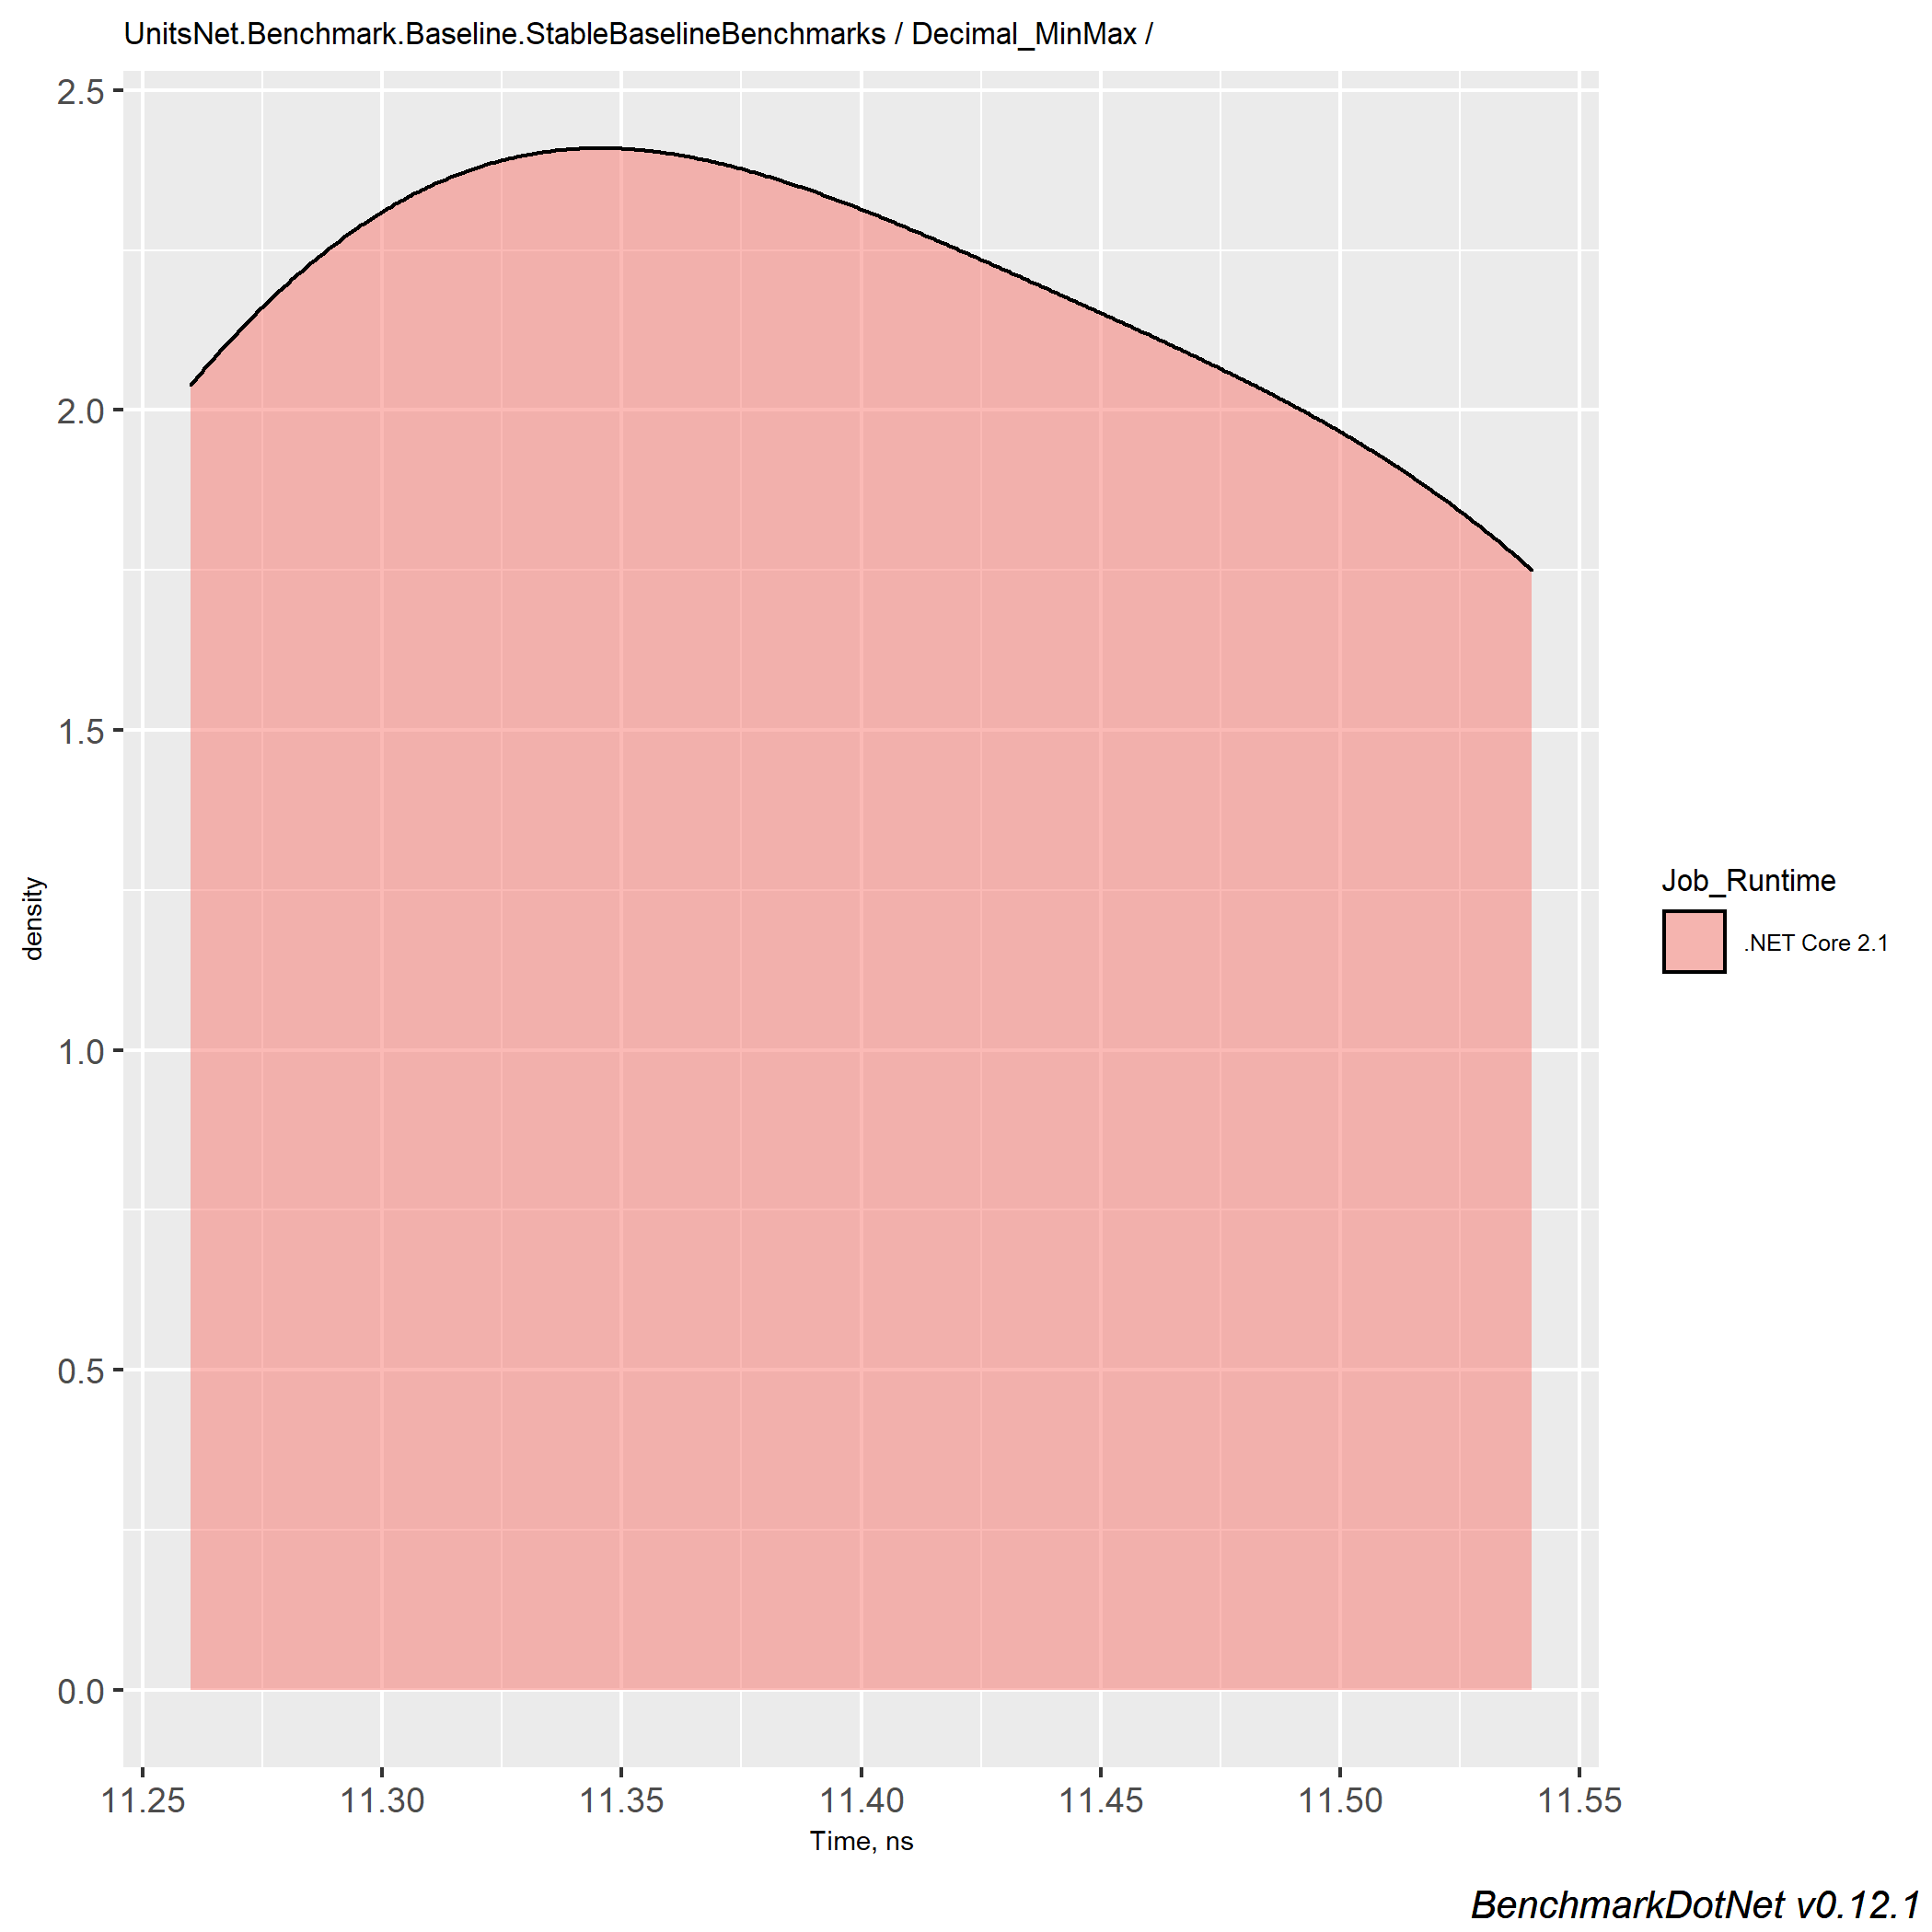 UnitsNet.Benchmark.Baseline.StableBaselineBenchmarks / Decimal_MinMax /
2.5
2.0
1.5
1.0
0.5
0.0
density
11.25 11.30 11.35 11.40 11.45 11.50 11.55
Time, ns
Job_Runtime
.NET Core 2.1
BenchmarkDotNet v0.12.1